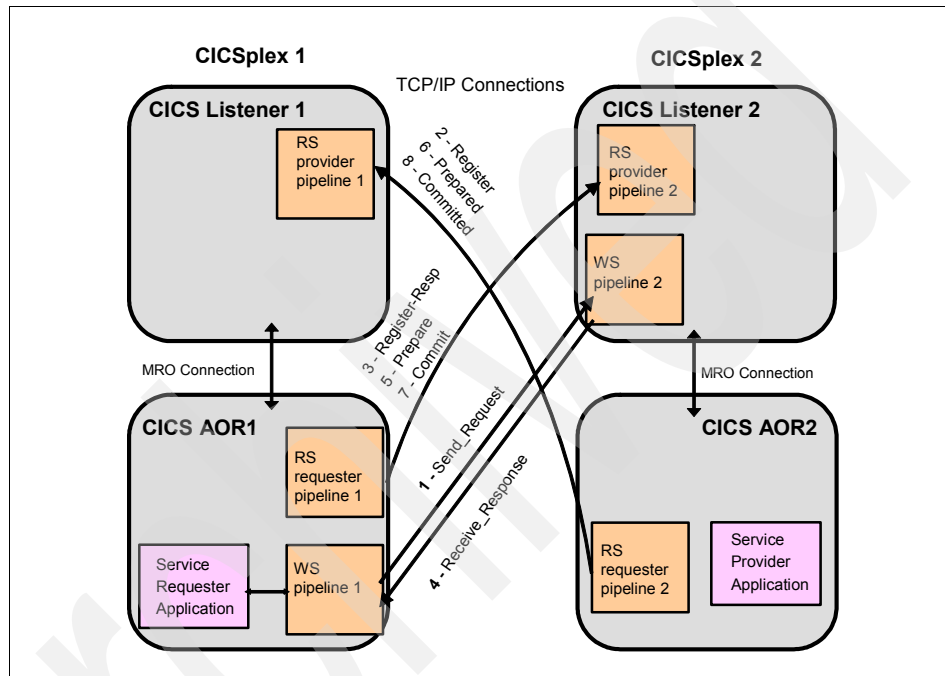 CICSplex 1
CICSplex 2
TCP/IP Connections
CICS Listener 1
CICS Listener 2
RS
provider
pipeline 1
2 - Register
6 - Prepared
8 - Committed
RS
provider
pipeline 2
WS
pipeline 2
3 - Register-Resp
5 - Prepare
7 - Commit
MRO Connection
MRO Connection
1 - Send_Request
4 - Receive_Response
CICS AOR1
CICS AOR2
RS
requester
pipeline 1
Service
Requester
Application
WS
pipeline 1
RS
requester
pipeline 2
Service
Provider
Application